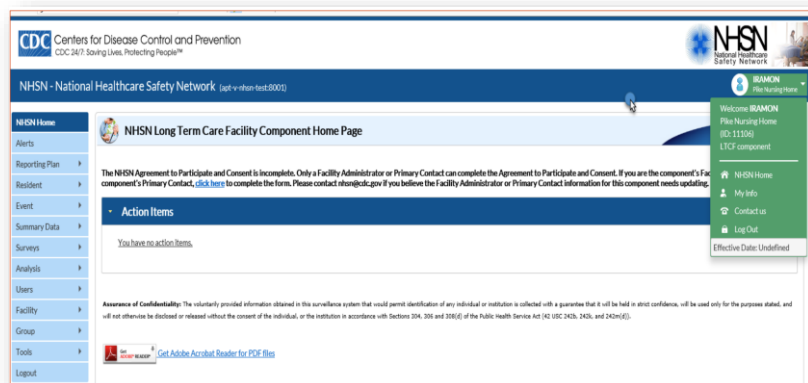 CDC
Centers for Disease Control and Prevention
CDC 24/7: Saving Lives, Protecting People™
NHSN
National Healthcare
Safety Network
NHSN - National Healthcare Safety Network (apt-v-nhsn-test:8001)
IRAMON
Pike Nursing Home
NHSN Home
Alerts
Reporting Plan
Resident
Event
Summary Data
Surveys
Analysis
Users
Facility
Group
Tools
Logout
NHSN Long Term Care Facility Component Home Page
The NHSN Agreement to Participate and Consent is incomplete. Only a Facility Administrator or Primary Contact can complete the Agreement to Participate and Consent. If you are the component's Fac
component's Primary Contact, click here to complete the form. Please contact nhsn@cdc.gov if you believe the Facility Administrator or Primary Contact information for this component needs updating.
Action Items
You have no action items.
Assurance of Confidentiality: The voluntarily provided information obtained in this surveillance system that would permit identification of any individual or institution is collected with a guarantee that it will be held in strict confidence, will be used only for the purposes stated, and
will not otherwise be disclosed or released without the consent of the individual, or the institution in accordance with Sections 304, 306 and 308(d) of the Public Health Service Act (42 USC 242b, 242k, and 242m(d)).
Get
ADOBE® READER®
Get Adobe Acrobat Reader for PDF files
Welcome IRAMON
Pike Nursing Home
(ID: 11106)
LTCF component
NHSN Home
My Info
Contact us
Log Out
Effective Date: Undefined